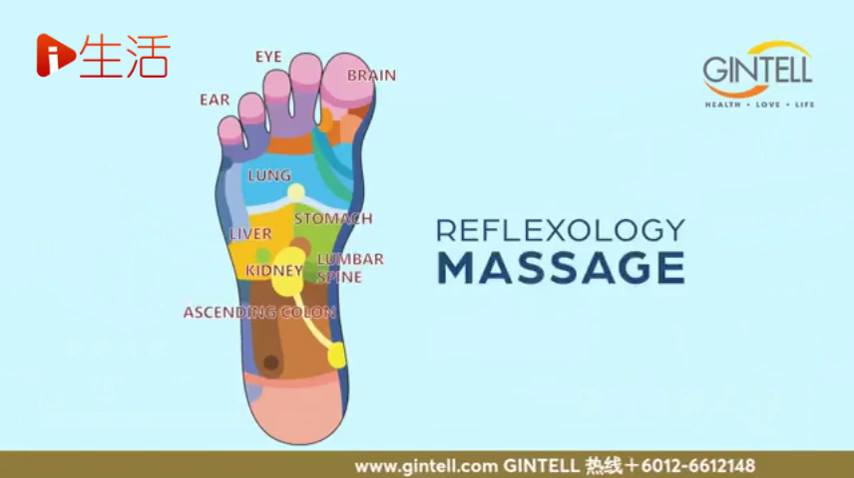 i生活
EYE
BRAIN
EAR
GINTELL
HEALTH • LOVE • LIFE
LUNG
STOMACH
LIVER
REFLEXOLOGY
MASSAGE
KIDNEY
LUMBAR
SPINE
ASCENDING COLON
www.gintell.com GINTELL 热线+6012-6612148